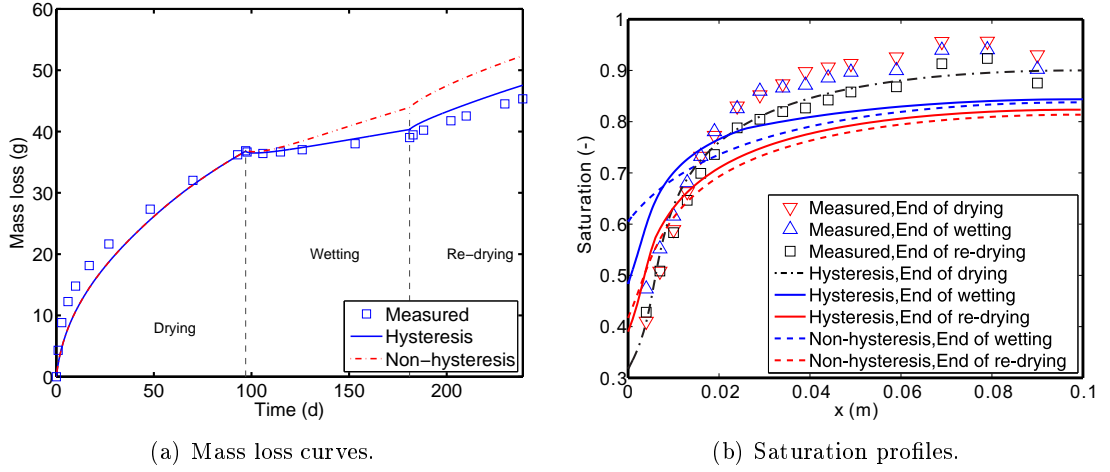 60
50
40
30
20
10
0
Mass loss (g)
Drying
Wetting
Re-drying
Measured
Hysteresis
Non-hysteresis
0 50 100 150 200
Time (d)
(a) Mass loss curves.
1
0.9
0.8
0.7
0.6
0.5
0.4
0.3
Saturation (-)
Measured,End of drying
Measured,End of wetting
Measured,End of re-drying
Hysteresis,End of drying
Hysteresis,End of wetting
Hysteresis,End of re-drying
Non-hysteresis,End of wetting
Non-hysteresis,End of re-drying
0 0.02 0.04 0.06 0.08 0.1
x (m)
(b) Saturation profiles.